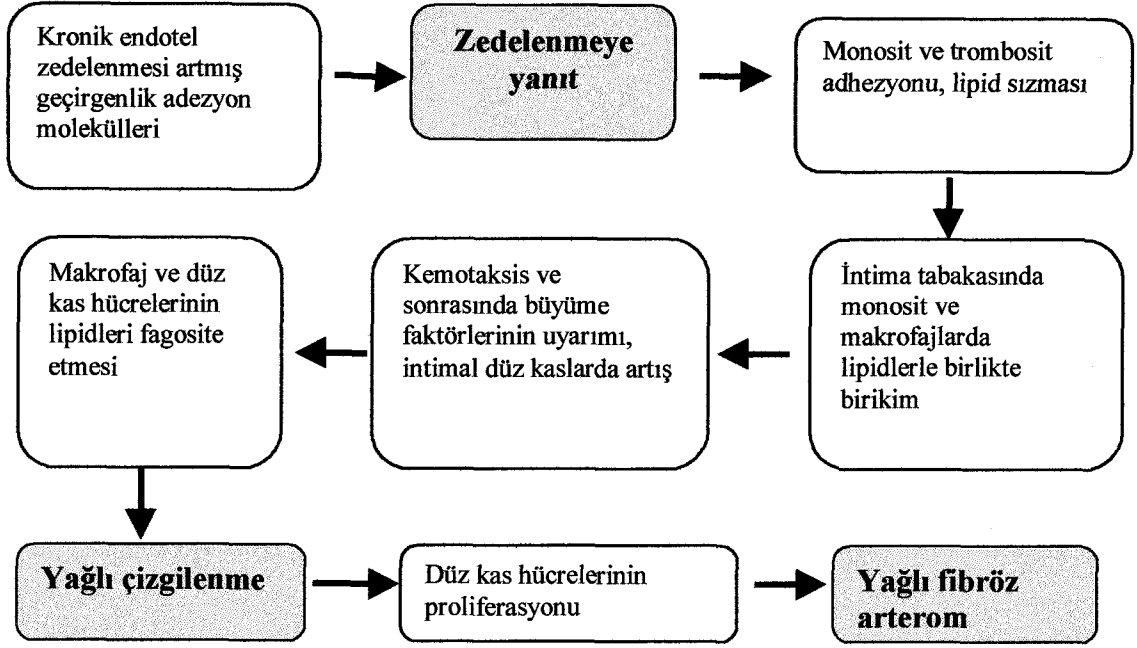 Kronik endotel
zedelenmesi artmış
geçirgenlik adezyon
molekülleri
Zedelenmeye
yanıt
Monosit ve trombosit
adhezyonu, lipid sızması
İntima tabakasında
monosit ve
makrofajlarda
lipidlerle birlikte
birikim
Kemotaksis ve
sonrasında büyüme
faktörlerinin uyarımı,
intimal düz kaslarda artış
Makrofaj ve düz
kas hücrelerinin
lipidleri fagosite
etmesi
Yağlı çizgilenme
Düz kas hücrelerinin
proliferasyonu
Yağlı fibröz
arterom